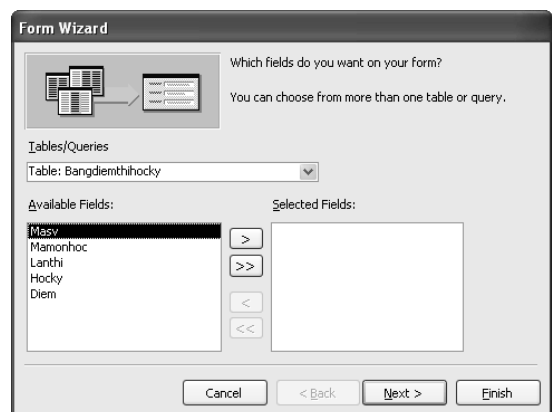 Form Wizard
Which fields do you want on your form?
You can choose from more than one table or query.
Tables/Queries
Table: Bangdiemthihocky
Available Fields:
Selected Fields:
Masv
Mamonhoc
Lanthi
Hocky
Diem
>
>>
<
<<
Cancel
< Back
Next >
Finish